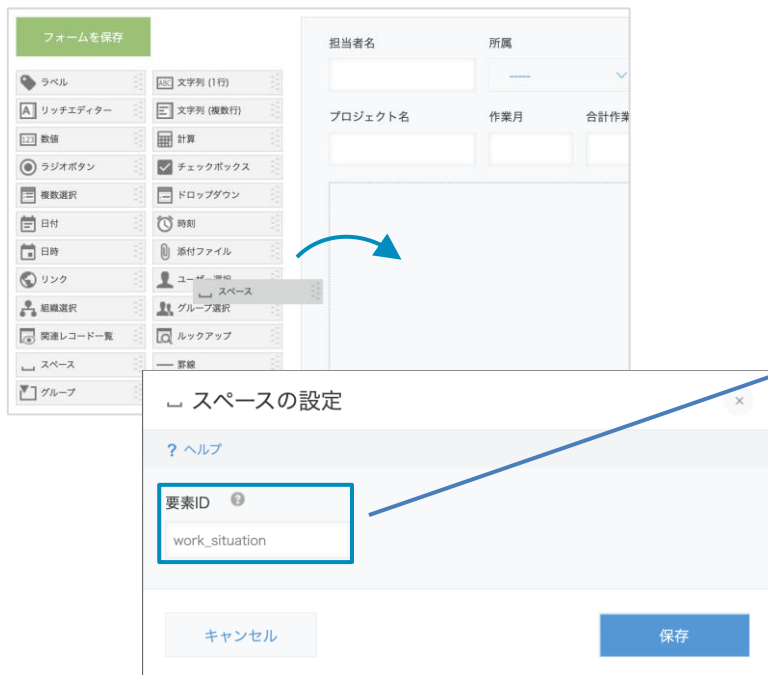 フォームを保存
担当者名 所属
-----
ラベル ABC 文字列 (1行)
A リッチエディター 文字列 (複数行)
プロジェクト名 作業月 合計作業
123 数値 計算
ラジオボタン チェックボックス
複数選択 ドロップダウン
日付 時刻
日時 添付ファイル
リンク ユーザー選択
スペース
組織選択 グループ選択
関連レコード一覧 ルックアップ
スペース 罫線
グループ
スペースの設定 ×
? ヘルプ
要素ID ?
work_situation
キャンセル 保存